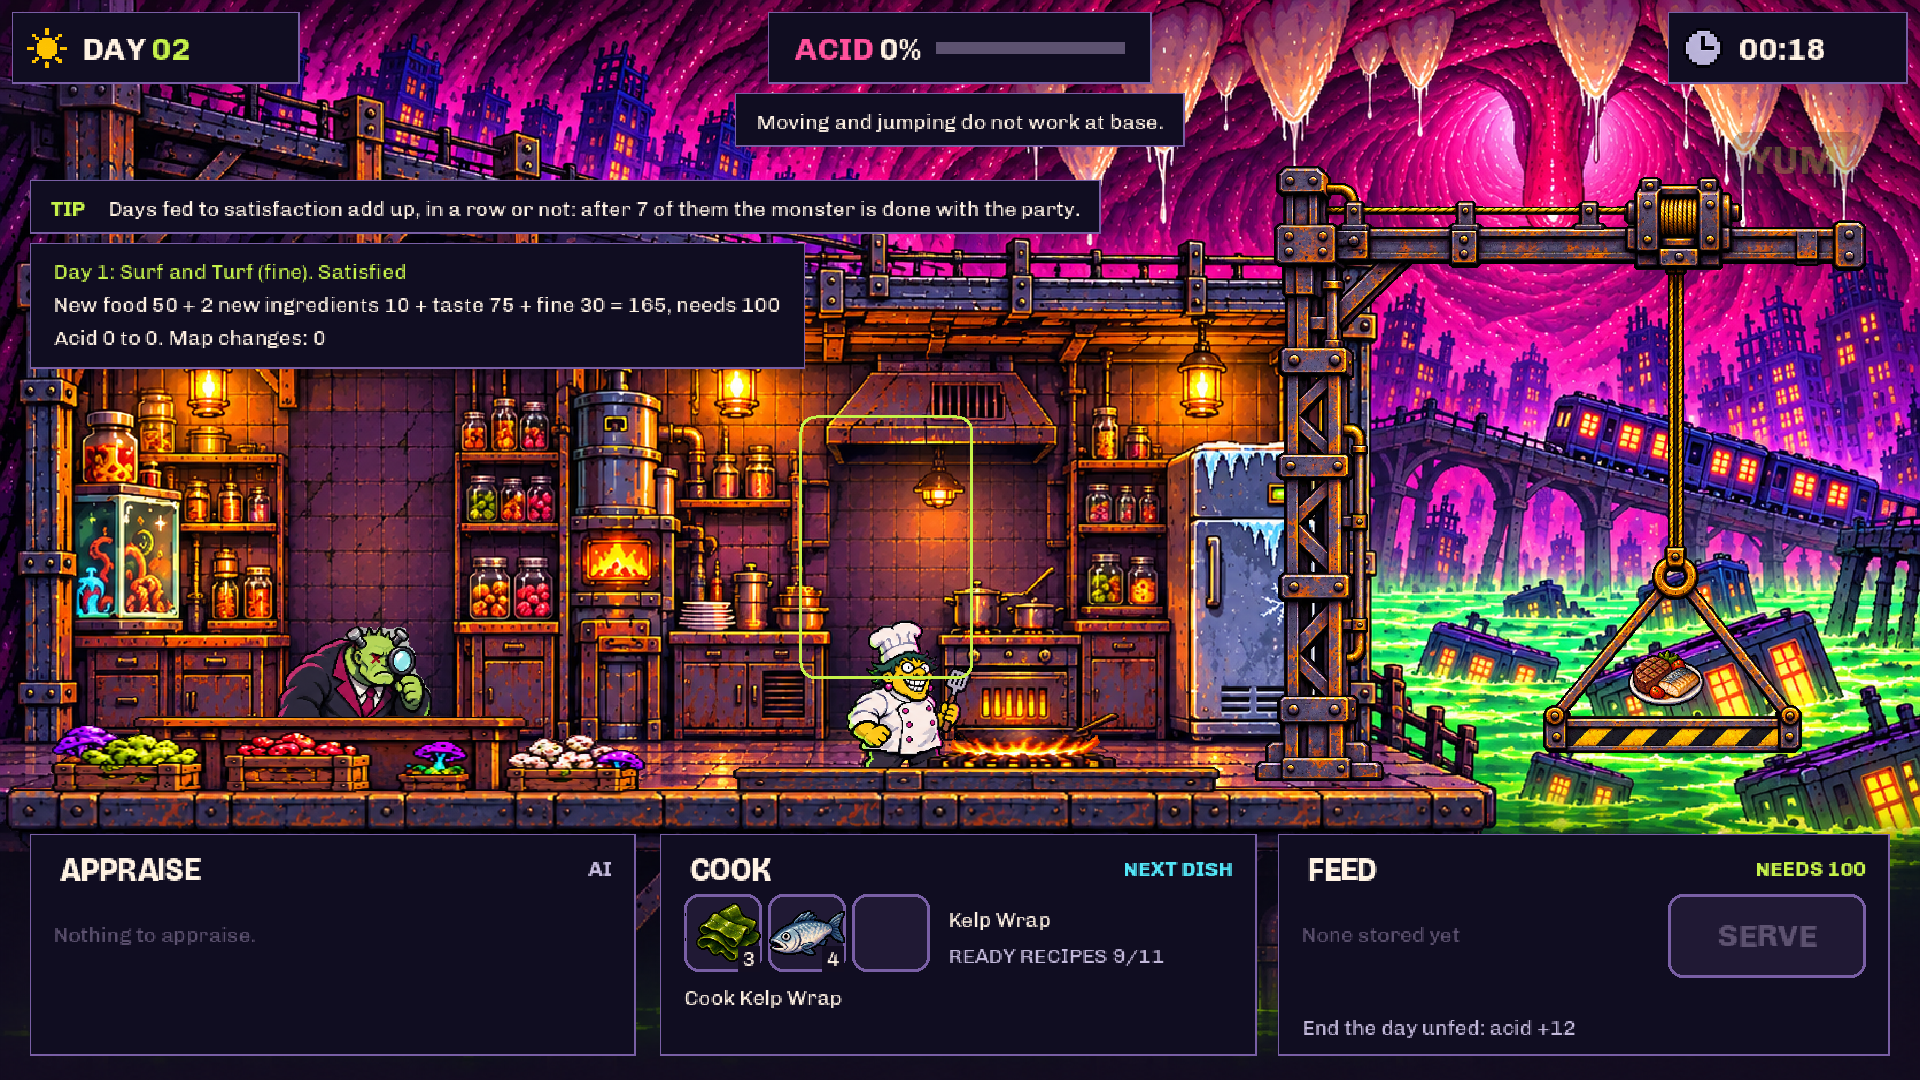 DAY 02
ACID 0%
00:18
Moving and jumping do not work at base.
YUM!
TIP Days fed to satisfaction add up, in a row or not: after 7 of them the monster is done with the party.
Day 1: Surf and Turf (fine). Satisfied
New food 50 + 2 new ingredients 10 + taste 75 + fine 30 = 165, needs 100
Acid 0 to 0. Map changes: 0
APPRAISE AI
Nothing to appraise.
COOK NEXT DISH
3
4
Kelp Wrap
READY RECIPES 9/11
Cook Kelp Wrap
FEED NEEDS 100
None stored yet
SERVE
End the day unfed: acid +12